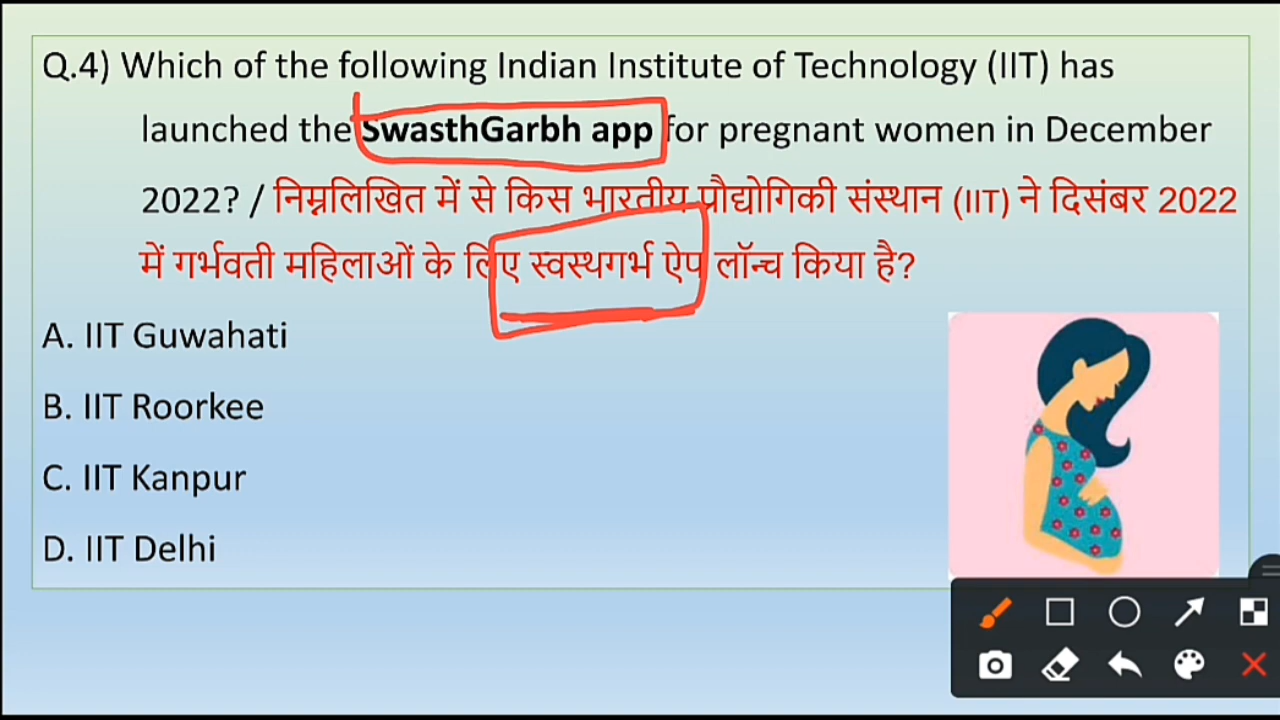 Q.4) Which of the following Indian Institute of Technology (IIT) has
launched the SwasthGarbh app for pregnant women in December
2022? / निम्नलिखित में से किस भारतीय प्रौद्योगिकी संस्थान (IIT) ने दिसंबर 2022
में गर्भवती महिलाओं के लिए स्वस्थगर्भ ऐप लॉन्च किया है?
A. IIT Guwahati
B. IIT Roorkee
C. IIT Kanpur
D. IIT Delhi